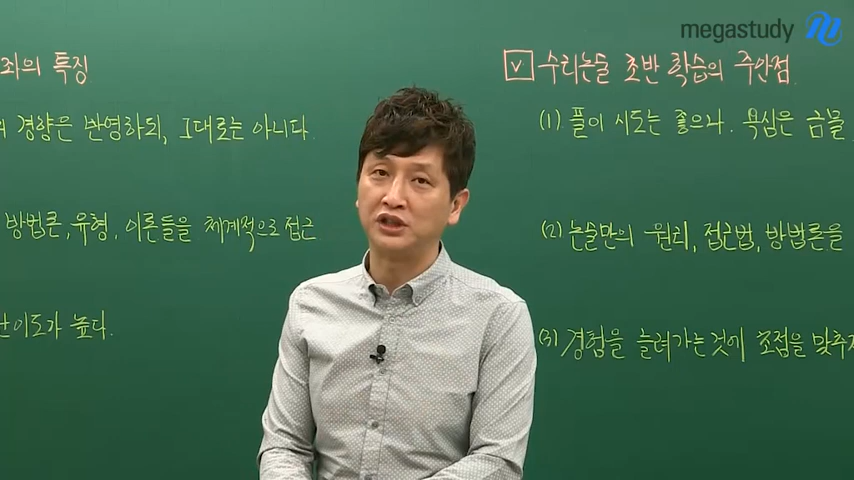 megastudy
좌의 특징
경향은 반영하되, 그대로는 아니다.
방법론, 유형, 이론들을 체계적으로 접근
난이도가 높다.
v 수리논술 초반 학습의 주안점.
(1). 풀이 시도는 좋으나. 욕심은 금물
(2) 논술만의 원리, 접근법, 방법론을
(3) 경험을 늘려가는 것에 초점을 맞추자